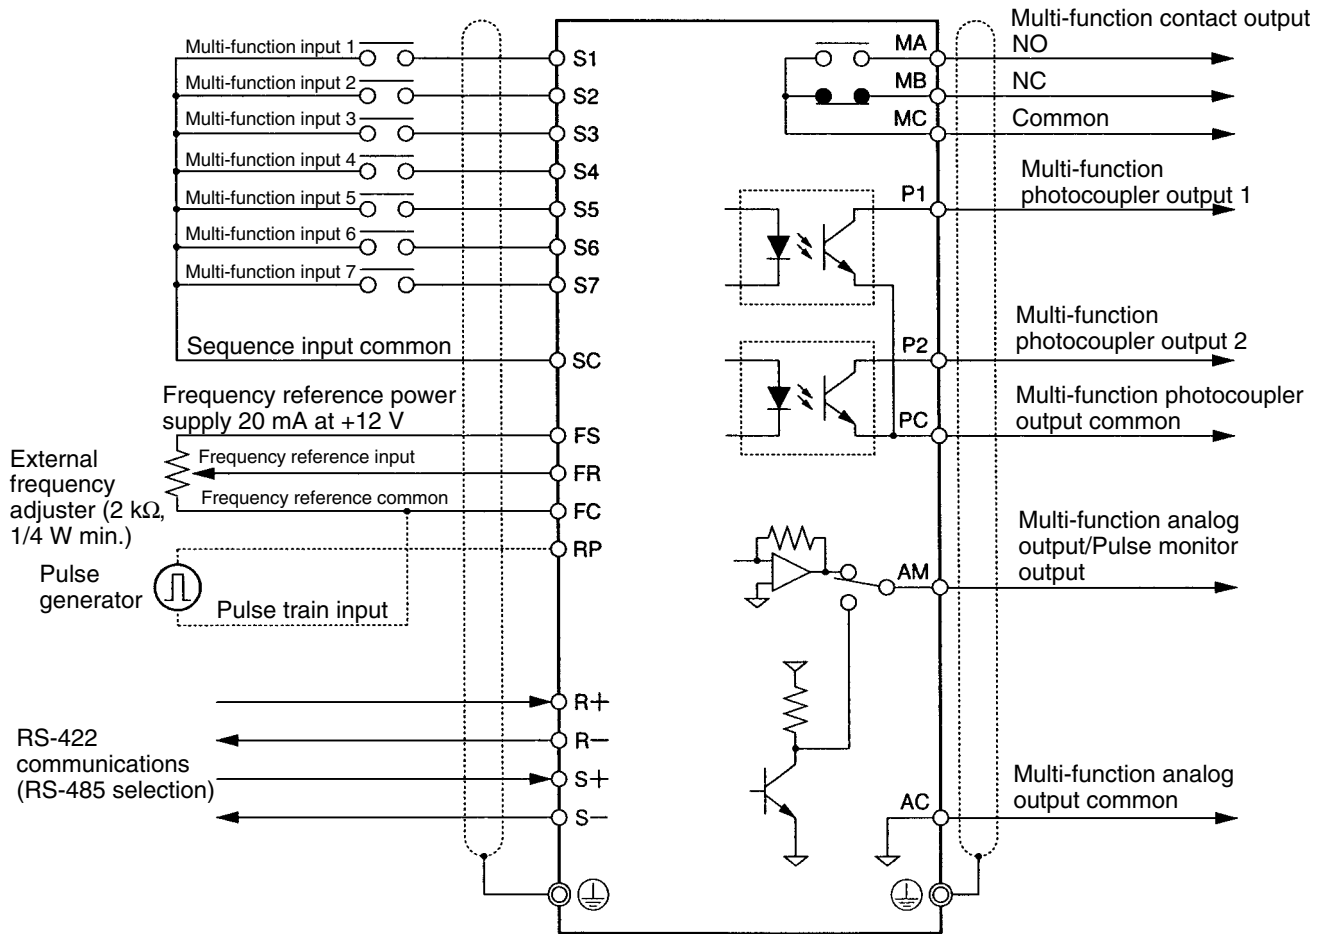 Multi-function contact output
Multi-function input 1
S1
MA
NO
Multi-function input 2
S2
MB
NC
Multi-function input 3
S3
MC
Common
Multi-function input 4
S4
Multi-function
photocoupler output 1
Multi-function input 5
S5
P1
Multi-function input 6
S6
Multi-function input 7
S7
Multi-function
photocoupler output 2
Sequence input common
SC
P2
Frequency reference power
supply 20 mA at +12 V
FS
PC
Multi-function photocoupler
output common
External
frequency
adjuster (2 kΩ,
1/4 W min.)
Frequency reference input
FR
Frequency reference common
FC
RP
Pulse
generator
Pulse train input
Multi-function analog
output/Pulse monitor
output
AM
RS-422
communications
(RS-485 selection)
R+
R−
S+
S−
Multi-function analog
output common
AC